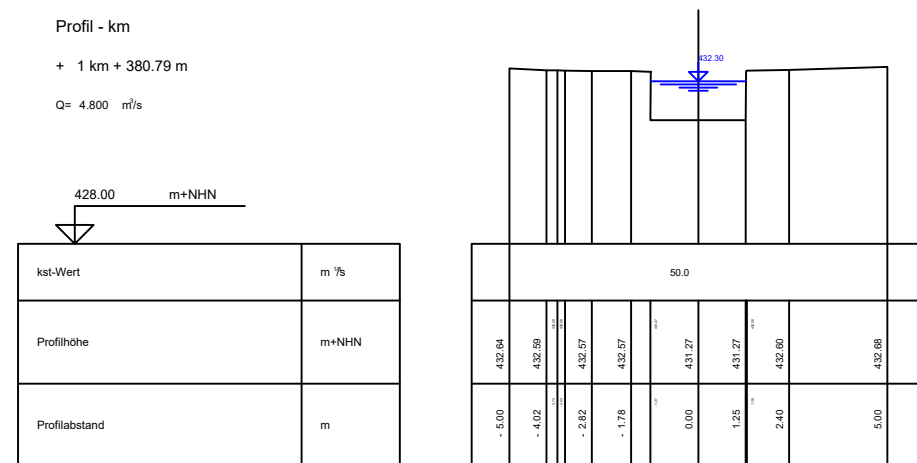 Profil - km
+ 1 km + 380.79 m
Q= 4.800 m³/s
432.30
428.00 m+NHN
kst-Wert m ¹/³/s 50.0
Profilhöhe m+NHN 432.64 432.59 432.57 432.57 431.27 431.27 432.60 432.68
Profilabstand m - 5.00 - 4.02 - 2.82 - 1.78 0.00 1.25 2.40 5.00